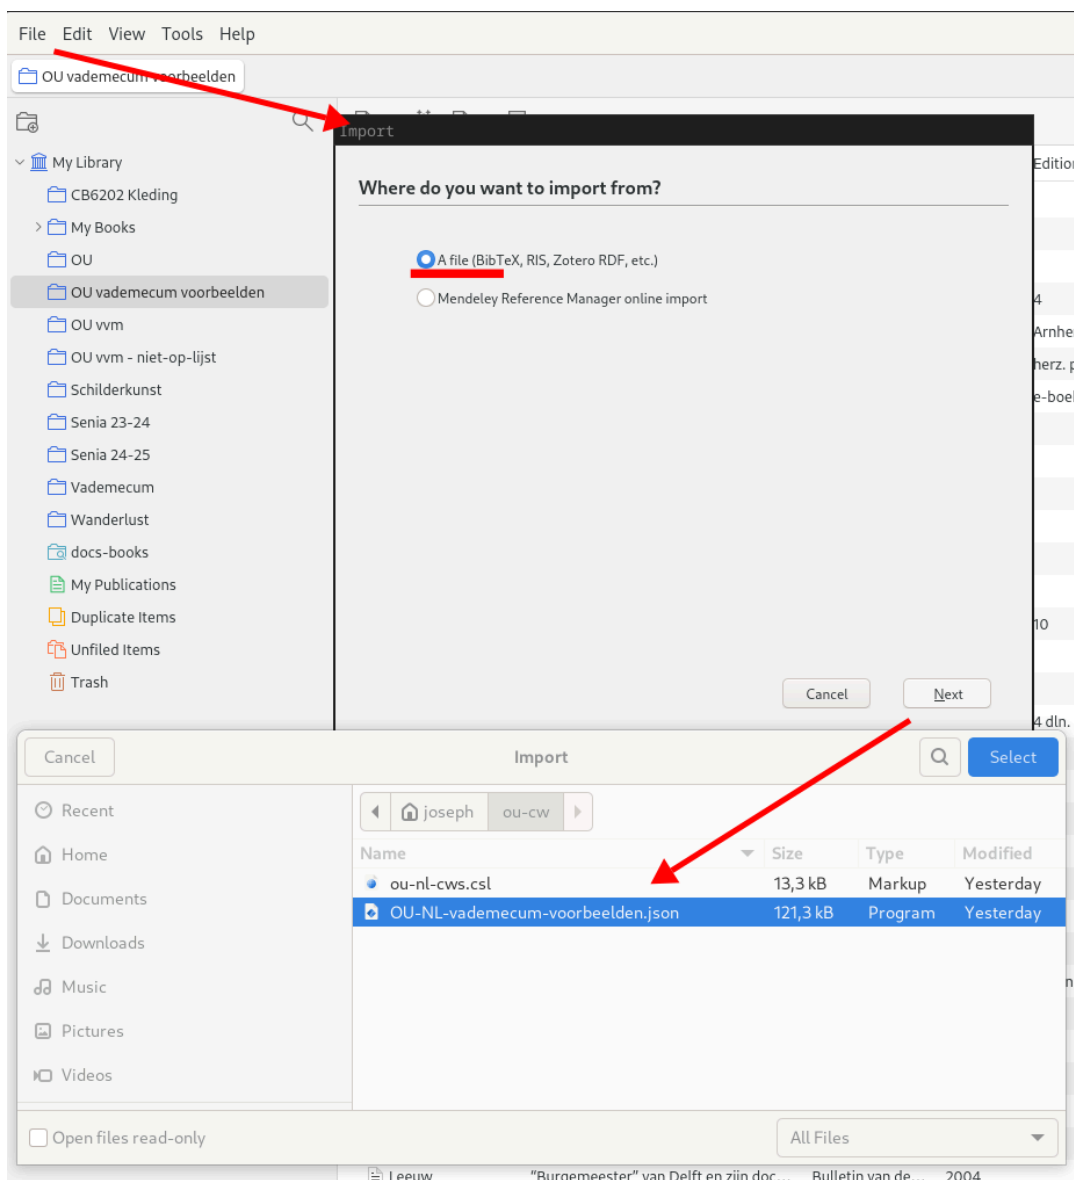 File Edit View Tools Help
OU vademecum voorbeelden
Import
My Library
Edition
Where do you want to import from?
CB6202 Kleding
My Books
OU
A file (BibTeX, RIS, Zotero RDF, etc.)
OU vademecum voorbeelden
Mendeley Reference Manager online import
4
OU vvm
Arnhe
OU vvm - niet-op-lijst
herz. p
Schilderkunst
e-boek
Senia 23-24
Senia 24-25
Vademecum
Wanderlust
docs-books
My Publications
Duplicate Items
10
Unfiled Items
Trash
Cancel Next
4 dln.
Cancel Import Select
Recent joseph ou-cw
Home Name Size Type Modified
ou-nl-cws.csl 13,3 kB Markup Yesterday
Documents
OU-NL-vademecum-voorbeelden.json 121,3 kB Program Yesterday
Downloads
Music
Pictures
Videos
Open files read-only All Files
Leeuw "Burgemeester" van Delft en zijn doc... Bulletin van de... 2004